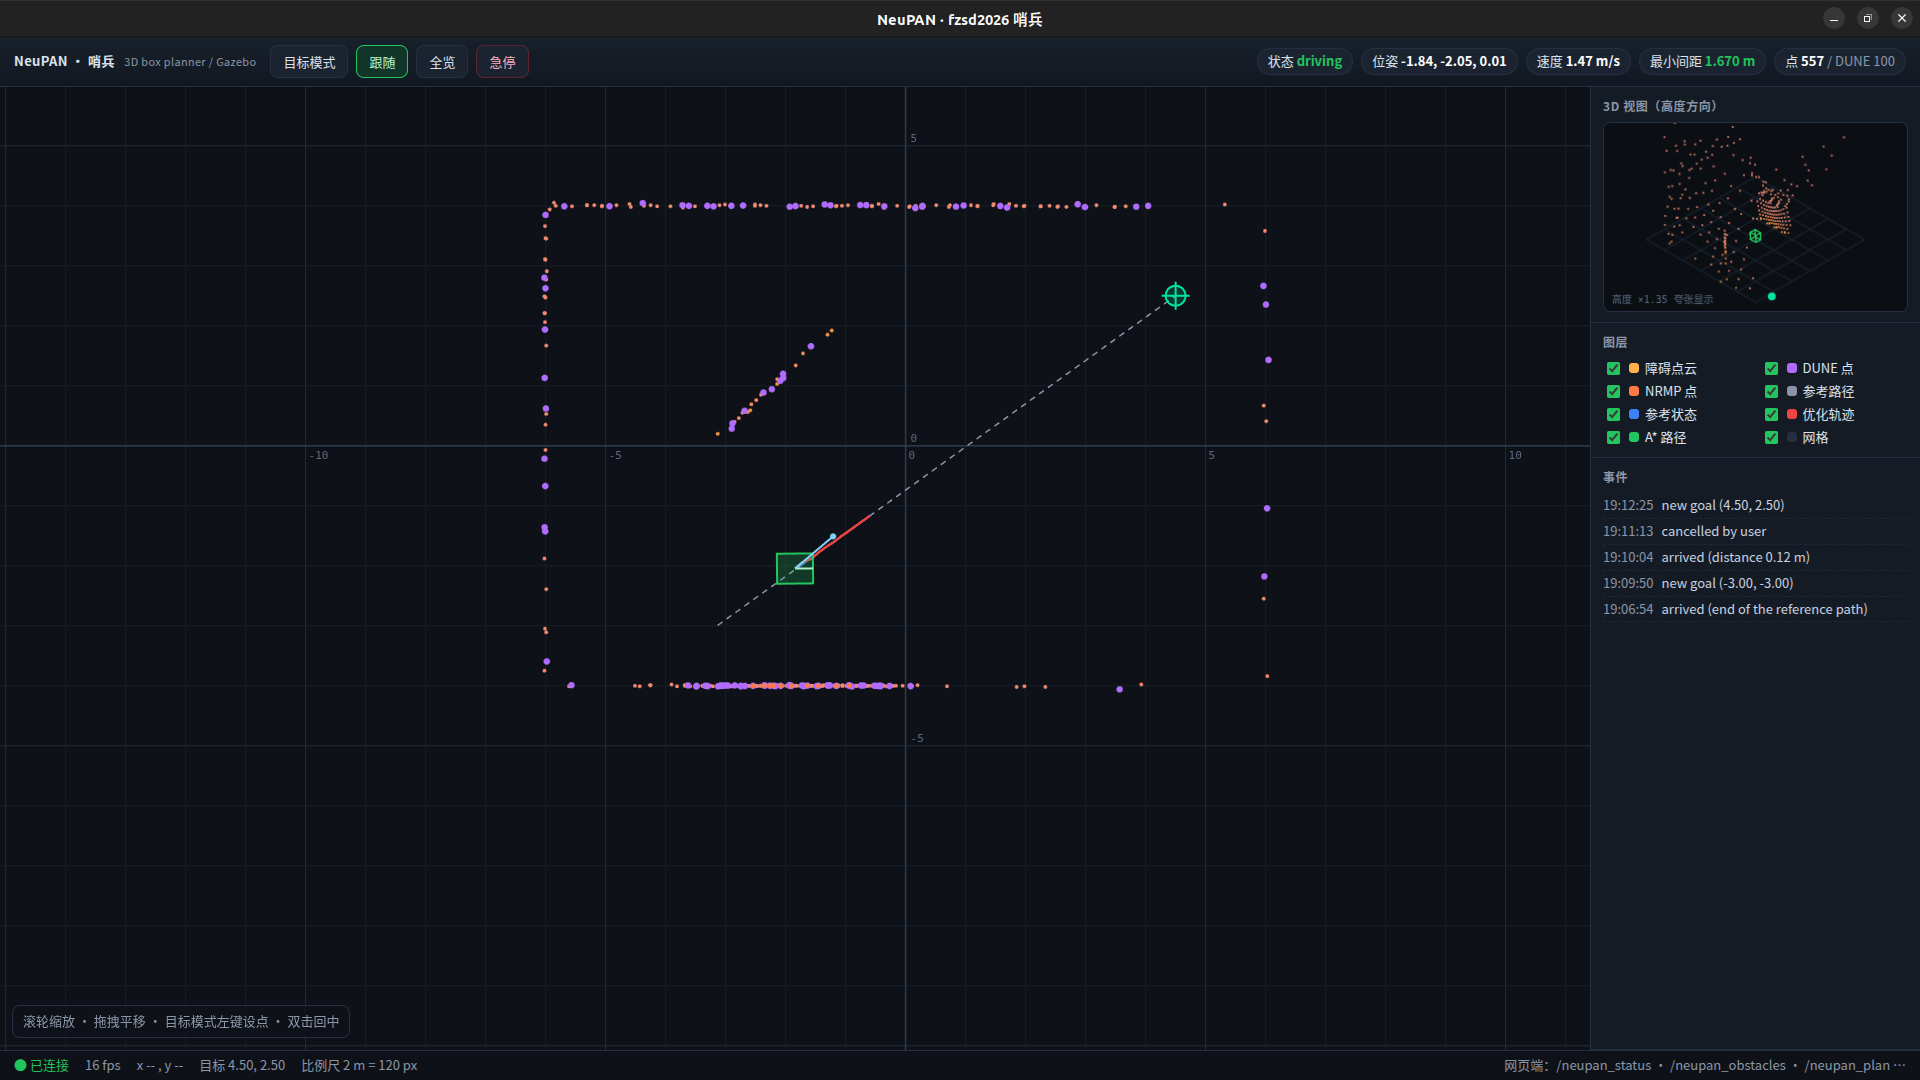 NeuPAN · fzsd2026 哨兵
NeuPAN · 哨兵 3D box planner / Gazebo 目标模式 跟随 全览 急停 状态 driving 位姿 -1.84, -2.05, 0.01 速度 1.47 m/s 最小间距 1.670 m 点 557 / DUNE 100
5
0
-10 -5 0 5 10
-5
3D 视图（高度方向）
高度 ×1.35 夸张显示
图层
障碍点云 DUNE 点
NRMP 点 参考路径
参考状态 优化轨迹
A* 路径 网格
事件
19:12:25 new goal (4.50, 2.50)
19:11:13 cancelled by user
19:10:04 arrived (distance 0.12 m)
19:09:50 new goal (-3.00, -3.00)
19:06:54 arrived (end of the reference path)
滚轮缩放 · 拖拽平移 · 目标模式左键设点 · 双击回中
已连接 16 fps x -- , y -- 目标 4.50, 2.50 比例尺 2 m = 120 px 网页端：/neupan_status · /neupan_obstacles · /neupan_plan ···